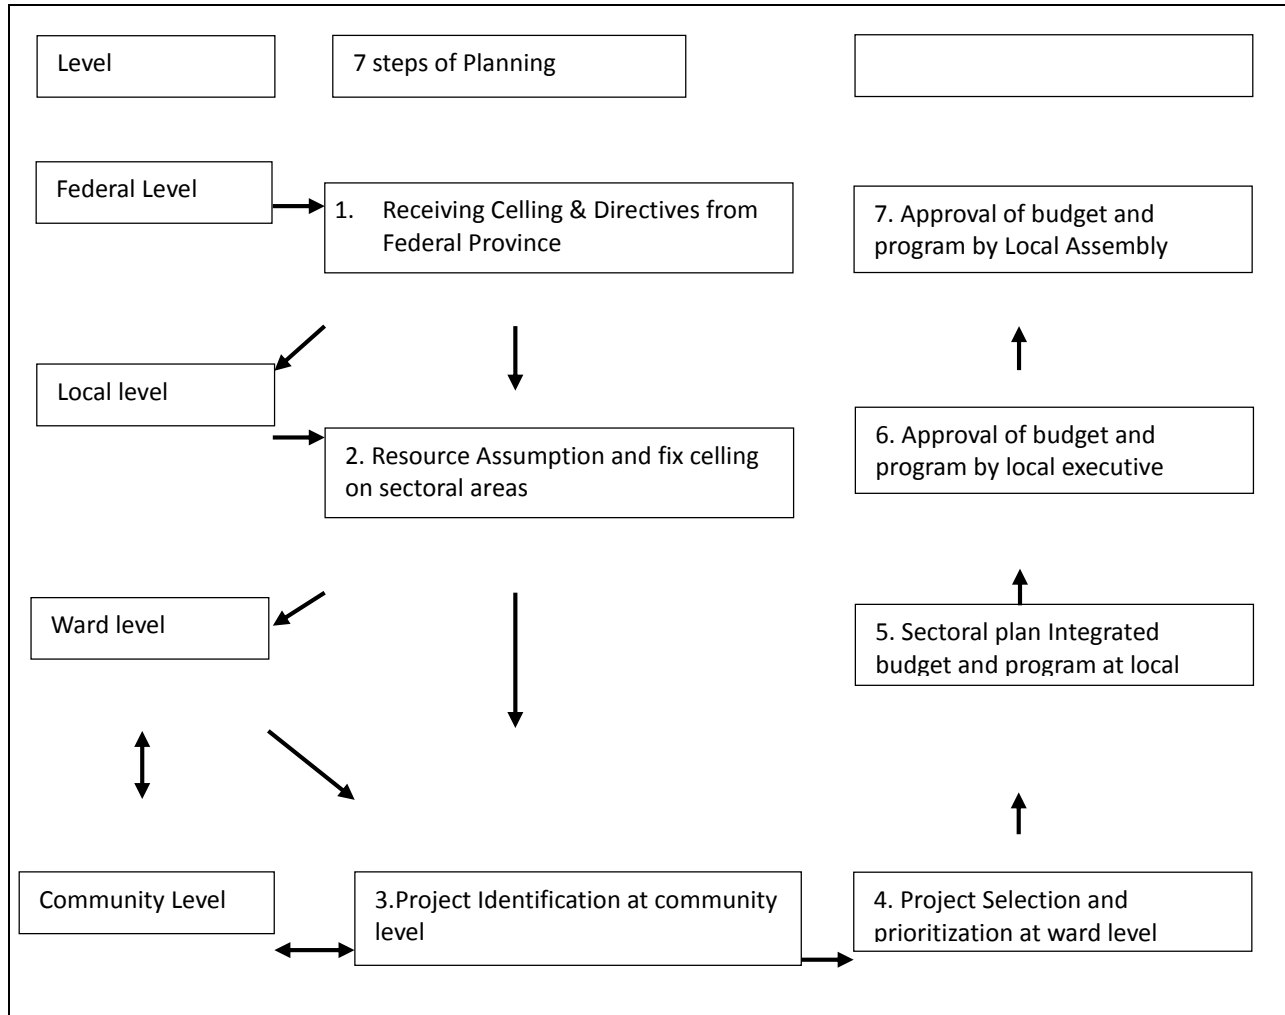 Level
7 steps of Planning
Federal Level
1. Receiving Celling & Directives from
Federal Province
7. Approval of budget and
program by Local Assembly
Local level
2. Resource Assumption and fix celling
on sectoral areas
6. Approval of budget and
program by local executive
Ward level
5. Sectoral plan Integrated
budget and program at local
Community Level
3.Project Identification at community
level
4. Project Selection and
prioritization at ward level